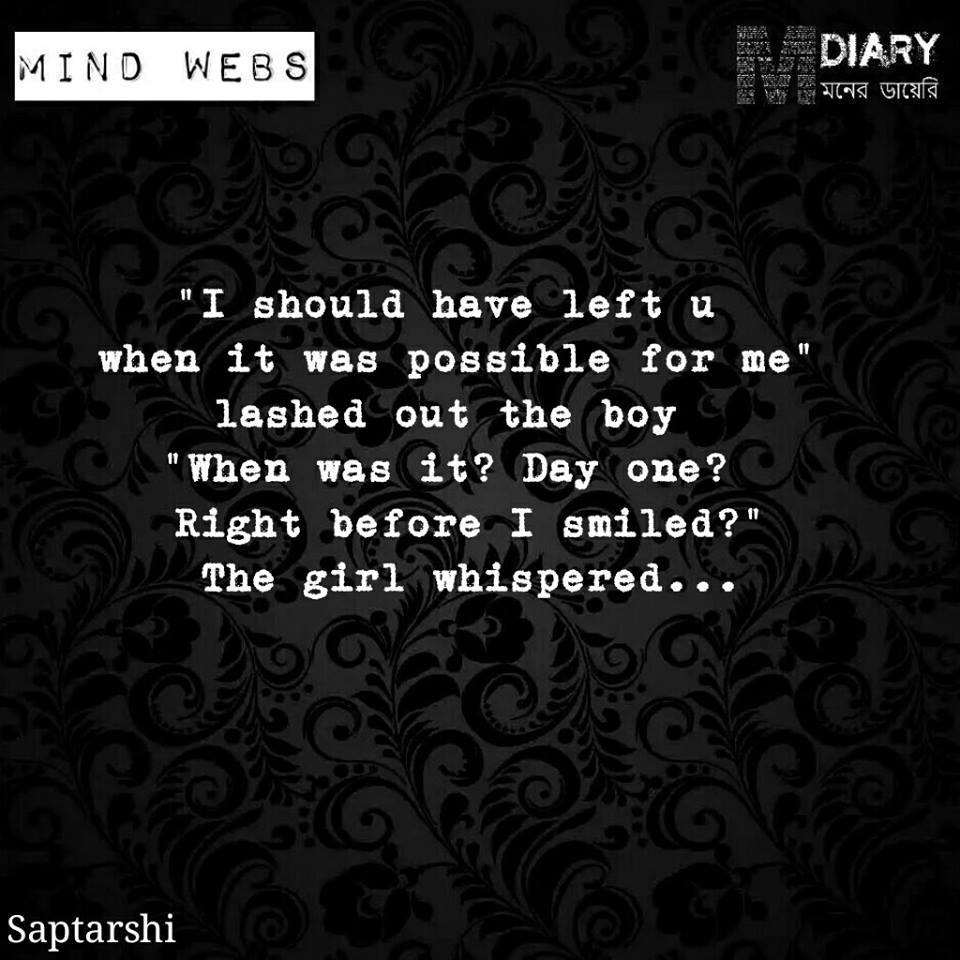 MIND WEBS
M DIARY
মনের ডায়েরি
"I should have left u
when it was possible for me"
lashed out the boy
"When was it? Day one?
Right before I smiled?"
The girl whispered...
Saptarshi